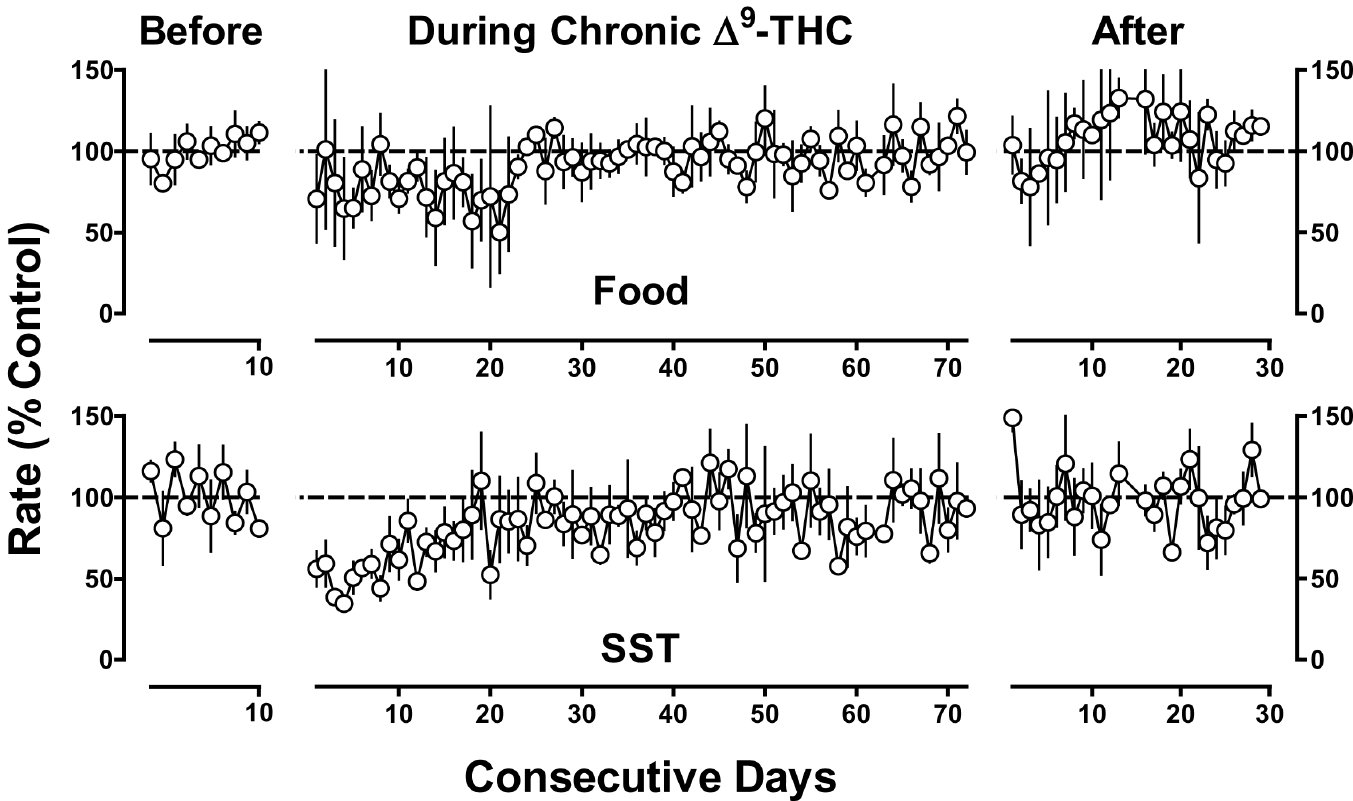 Before During Chronic Δ⁹-THC After
150 150
100 100
50 50
0 0
Food
10 10 20 30 40 50 60 70 10 20 30
Rate (% Control)
150 150
100 100
50 50
0 0
SST
10 10 20 30 40 50 60 70 10 20 30
Consecutive Days